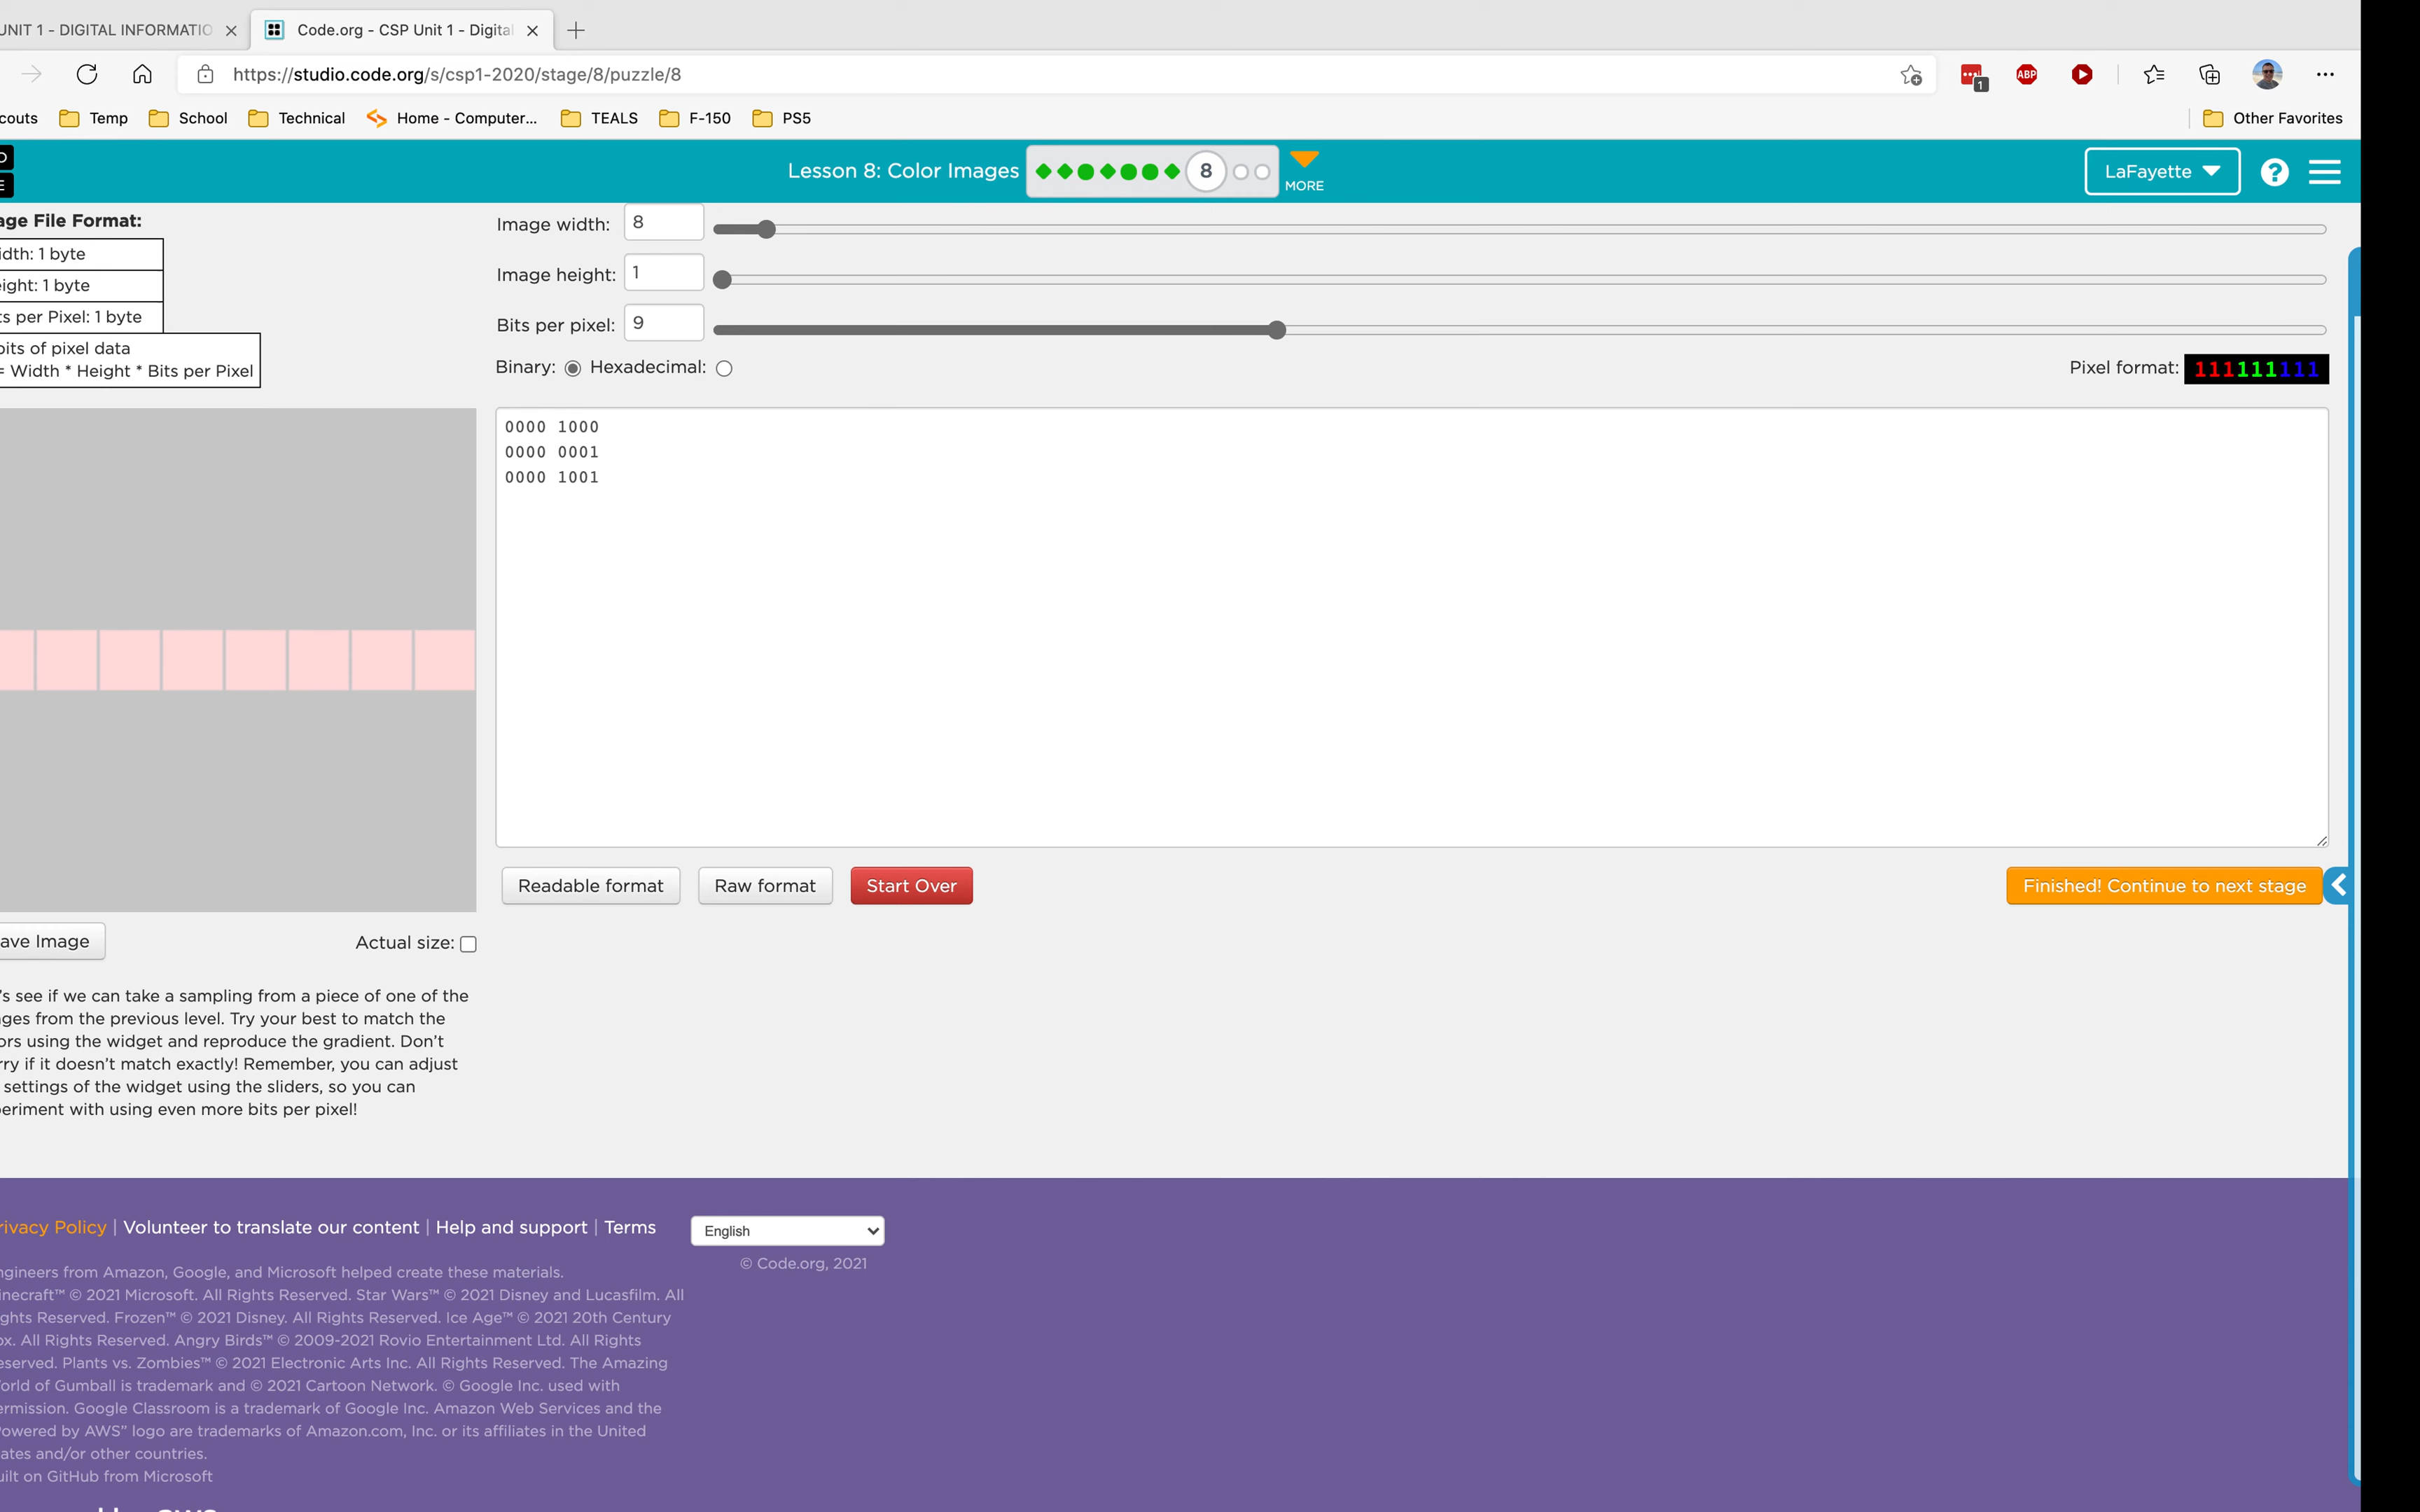 UNIT 1 - DIGITAL INFORMATIO
Code.org - CSP Unit 1 - Digital
https://studio.code.org/s/csp1-2020/stage/8/puzzle/8
1
ABP
couts
Temp
School
Technical
Home - Computer...
TEALS
F-150
PS5
Other Favorites
O
E
Lesson 8: Color Images
8
MORE
LaFayette
?
age File Format:
idth: 1 byte
eight: 1 byte
ts per Pixel: 1 byte
bits of pixel data
= Width * Height * Bits per Pixel
Image width: 8
Image height: 1
Bits per pixel: 9
Binary: Hexadecimal:
Pixel format: 111111111
0000 1000
0000 0001
0000 1001
Readable format
Raw format
Start Over
Finished! Continue to next stage
ave Image
Actual size:
's see if we can take a sampling from a piece of one of the
ges from the previous level. Try your best to match the
ors using the widget and reproduce the gradient. Don't
rry if it doesn't match exactly! Remember, you can adjust
settings of the widget using the sliders, so you can
periment with using even more bits per pixel!
rivacy Policy | Volunteer to translate our content | Help and support | Terms
English
© Code.org, 2021
ngineers from Amazon, Google, and Microsoft helped create these materials.
inecraft™ © 2021 Microsoft. All Rights Reserved. Star Wars™ © 2021 Disney and Lucasfilm. All
ghts Reserved. Frozen™ © 2021 Disney. All Rights Reserved. Ice Age™ © 2021 20th Century
ox. All Rights Reserved. Angry Birds™ © 2009-2021 Rovio Entertainment Ltd. All Rights
eserved. Plants vs. Zombies™ © 2021 Electronic Arts Inc. All Rights Reserved. The Amazing
orld of Gumball is trademark and © 2021 Cartoon Network. © Google Inc. used with
ermission. Google Classroom is a trademark of Google Inc. Amazon Web Services and the
Powered by AWS" logo are trademarks of Amazon.com, Inc. or its affiliates in the United
ates and/or other countries.
uilt on GitHub from Microsoft